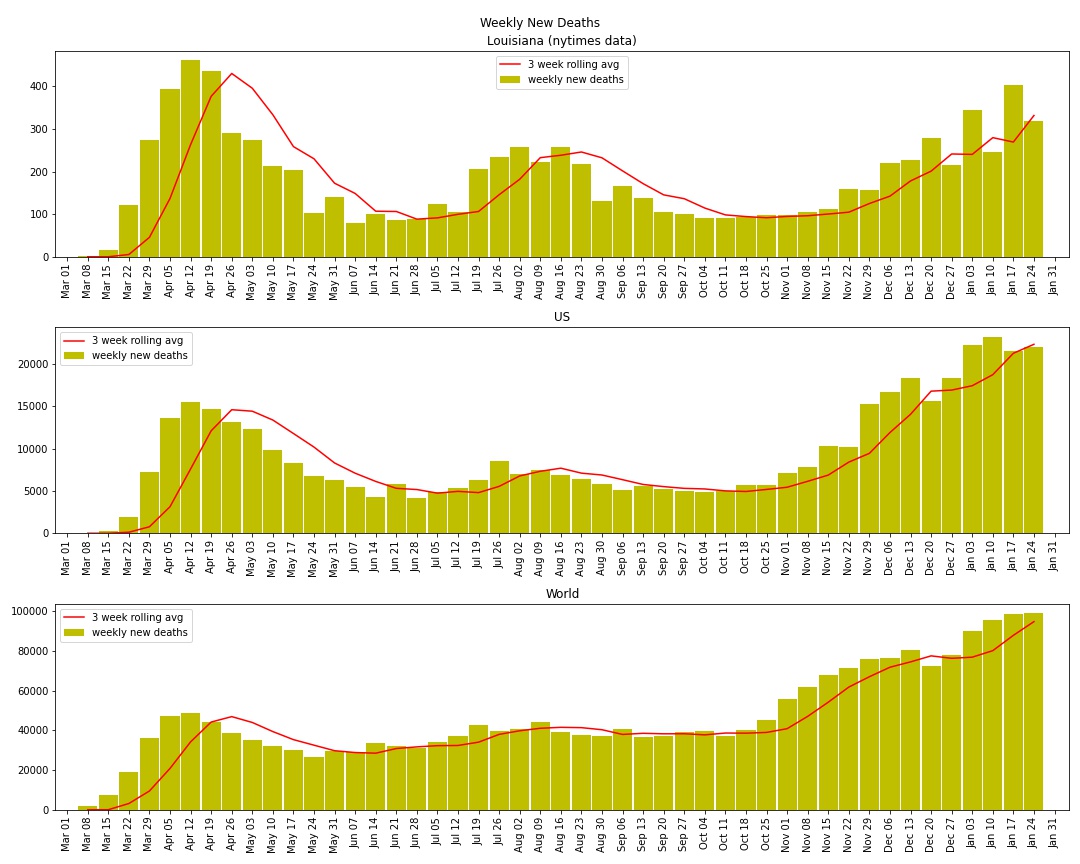 Weekly New Deaths
Louisiana (nytimes data)
3 week rolling avg
weekly new deaths
400
300
200
100
0
Mar 01 Mar 08 Mar 15 Mar 22 Mar 29 Apr 05 Apr 12 Apr 19 Apr 26 May 03 May 10 May 17 May 24 May 31 Jun 07 Jun 14 Jun 21 Jun 28 Jul 05 Jul 12 Jul 19 Jul 26 Aug 02 Aug 09 Aug 16 Aug 23 Aug 30 Sep 06 Sep 13 Sep 20 Sep 27 Oct 04 Oct 11 Oct 18 Oct 25 Nov 01 Nov 08 Nov 15 Nov 22 Nov 29 Dec 06 Dec 13 Dec 20 Dec 27 Jan 03 Jan 10 Jan 17 Jan 24 Jan 31
US
3 week rolling avg
weekly new deaths
20000
15000
10000
5000
0
Mar 01 Mar 08 Mar 15 Mar 22 Mar 29 Apr 05 Apr 12 Apr 19 Apr 26 May 03 May 10 May 17 May 24 May 31 Jun 07 Jun 14 Jun 21 Jun 28 Jul 05 Jul 12 Jul 19 Jul 26 Aug 02 Aug 09 Aug 16 Aug 23 Aug 30 Sep 06 Sep 13 Sep 20 Sep 27 Oct 04 Oct 11 Oct 18 Oct 25 Nov 01 Nov 08 Nov 15 Nov 22 Nov 29 Dec 06 Dec 13 Dec 20 Dec 27 Jan 03 Jan 10 Jan 17 Jan 24 Jan 31
World
3 week rolling avg
weekly new deaths
100000
80000
60000
40000
20000
0
Mar 01 Mar 08 Mar 15 Mar 22 Mar 29 Apr 05 Apr 12 Apr 19 Apr 26 May 03 May 10 May 17 May 24 May 31 Jun 07 Jun 14 Jun 21 Jun 28 Jul 05 Jul 12 Jul 19 Jul 26 Aug 02 Aug 09 Aug 16 Aug 23 Aug 30 Sep 06 Sep 13 Sep 20 Sep 27 Oct 04 Oct 11 Oct 18 Oct 25 Nov 01 Nov 08 Nov 15 Nov 22 Nov 29 Dec 06 Dec 13 Dec 20 Dec 27 Jan 03 Jan 10 Jan 17 Jan 24 Jan 31